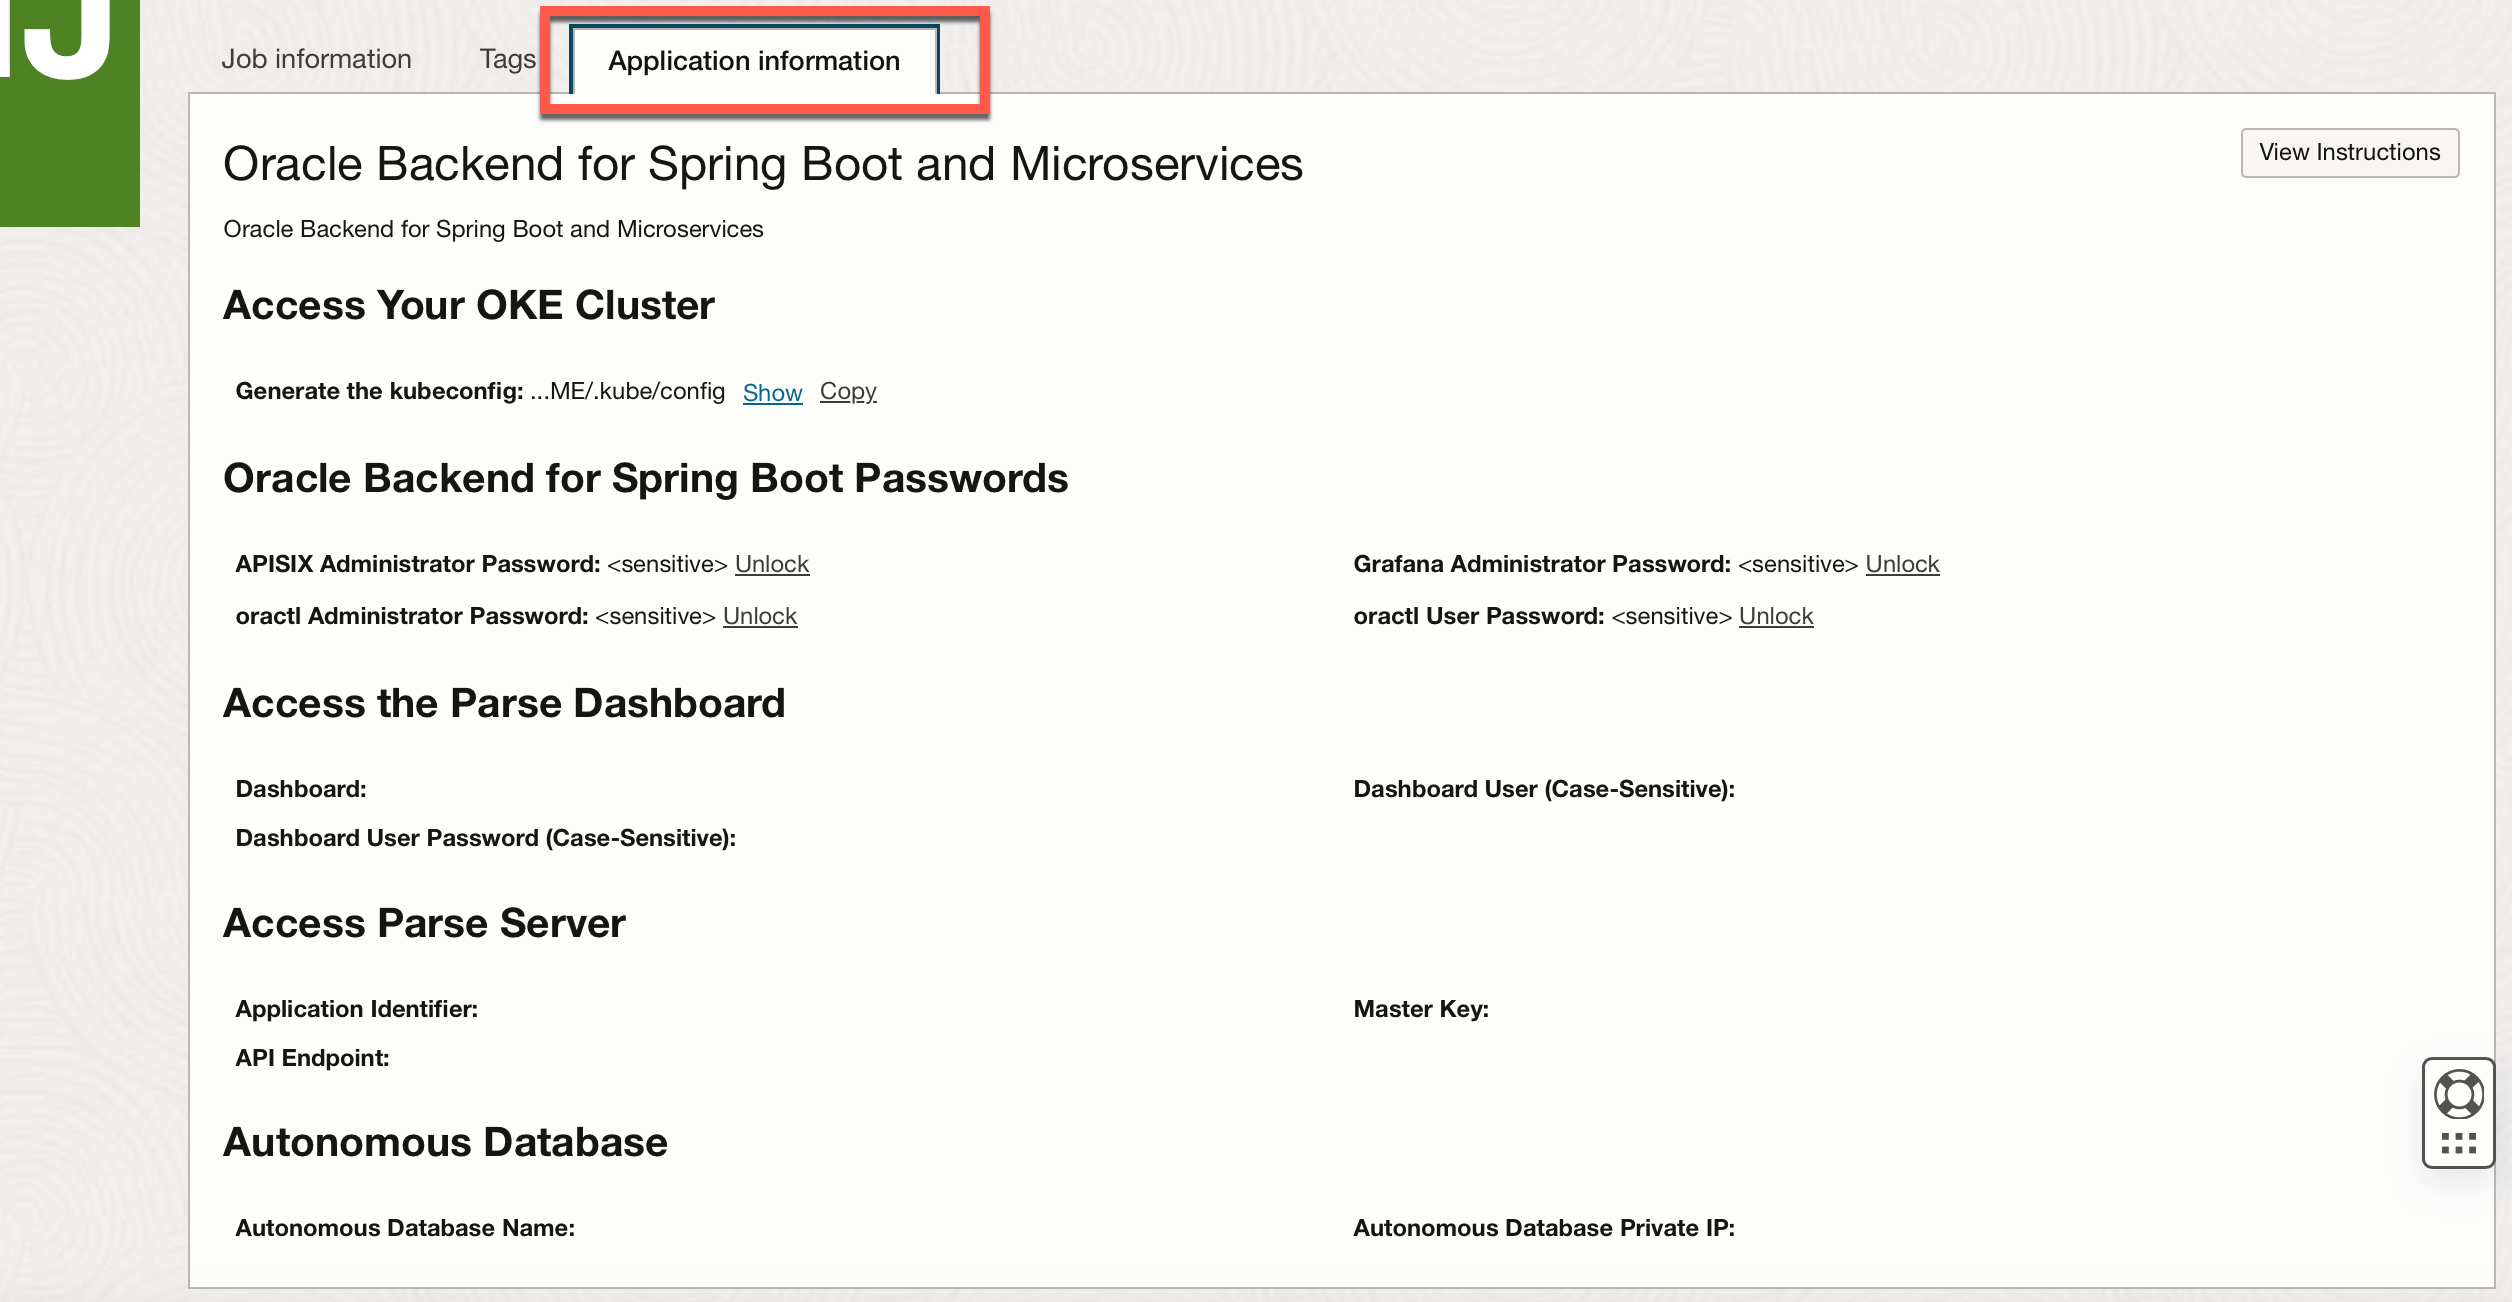 Job information
Tags
Application information
Oracle Backend for Spring Boot and Microservices
View Instructions
Oracle Backend for Spring Boot and Microservices
Access Your OKE Cluster
Generate the kubeconfig: ...ME/.kube/config Show Copy
Oracle Backend for Spring Boot Passwords
APISIX Administrator Password: <sensitive> Unlock
Grafana Administrator Password: <sensitive> Unlock
oractl Administrator Password: <sensitive> Unlock
oractl User Password: <sensitive> Unlock
Access the Parse Dashboard
Dashboard:
Dashboard User (Case-Sensitive):
Dashboard User Password (Case-Sensitive):
Access Parse Server
Application Identifier:
Master Key:
API Endpoint:
Autonomous Database
Autonomous Database Name:
Autonomous Database Private IP: